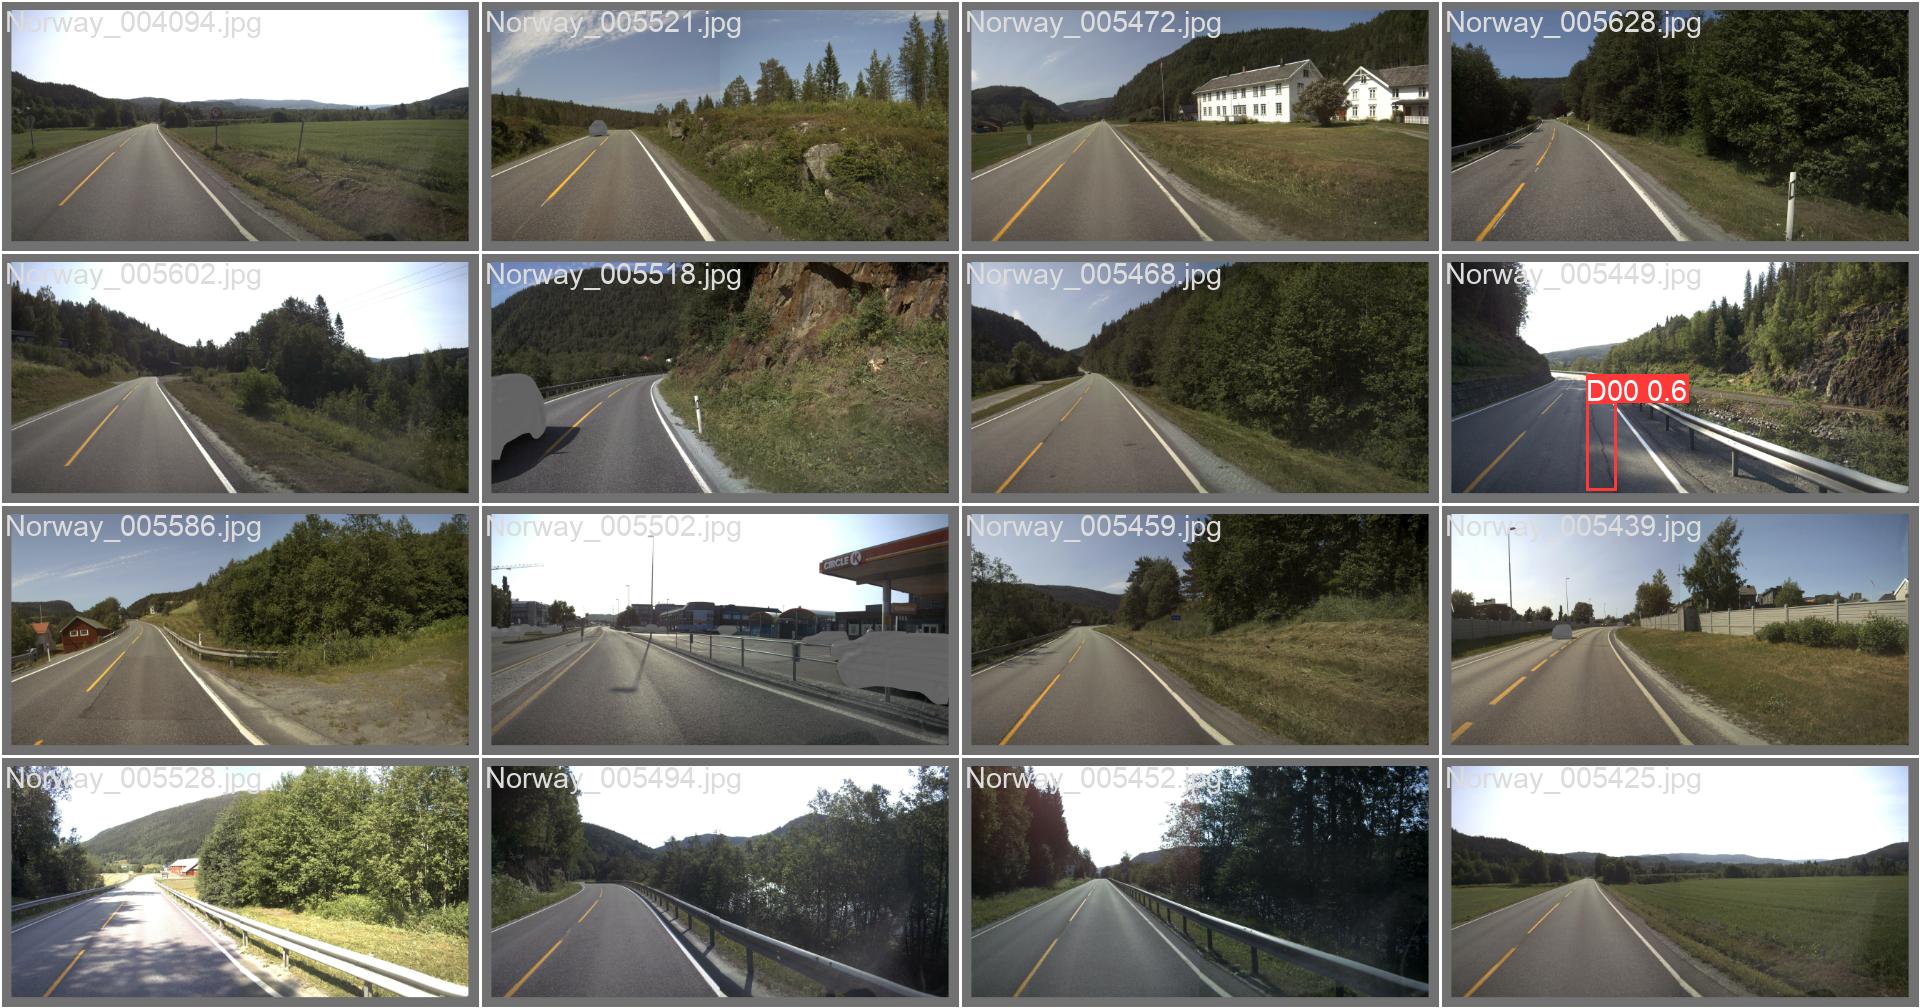 Norway_004094.jpg
Norway_005521.jpg
Norway_005472.jpg
Norway_005628.jpg
Norway_005602.jpg
Norway_005518.jpg
Norway_005468.jpg
Norway_005449.jpg
D00 0.6
Norway_005586.jpg
Norway_005502.jpg
CIRCLE K
Norway_005459.jpg
Norway_005439.jpg
Norway_005528.jpg
Norway_005494.jpg
Norway_005452.jpg
Norway_005425.jpg